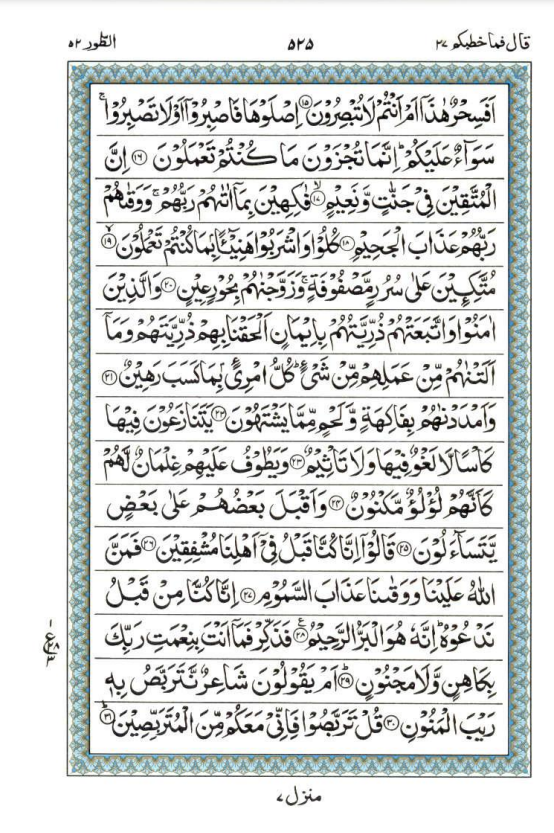 الطور ٥٢
٥٢٥
قال فما خطبكم ٢٧
اَفَسِحْرٌ هٰذَاۤ اَمْ اَنْتُمْ لَا تُبْصِرُوْنَ ﴿١٥﴾ اِصْلَوْهَا فَاصْبِرُوْۤا اَوْ لَا تَصْبِرُوْا ۚ
سَوَآءٌ عَلَيْكُمْ ؕ اِنَّمَا تُجْزَوْنَ مَا كُنْتُمْ تَعْمَلُوْنَ ﴿١٦﴾ اِنَّ
الْمُتَّقِيْنَ فِيْ جَنّٰتٍ وَّنَعِيْمٍ ﴿١٧﴾ فٰكِهِيْنَ بِمَاۤ اٰتٰىهُمْ رَبُّهُمْ ۚ وَوَقٰىهُمْ
رَبُّهُمْ عَذَابَ الْجَحِيْمِ ﴿١٨﴾ كُلُوْا وَاشْرَبُوْا هَنِيْٓـًٔا بِمَا كُنْتُمْ تَعْمَلُوْنَ ﴿١٩﴾
مُتَّكِـِٕيْنَ عَلٰى سُرُرٍ مَّصْفُوْفَةٍ ۚ وَزَوَّجْنٰهُمْ بِحُوْرٍ عِيْنٍ ﴿٢٠﴾ وَالَّذِيْنَ
اٰمَنُوْا وَاتَّبَعَتْهُمْ ذُرِّيَّتُهُمْ بِاِيْمَانٍ اَلْحَقْنَا بِهِمْ ذُرِّيَّتَهُمْ وَمَاۤ
اَلَتْنٰهُمْ مِّنْ عَمَلِهِمْ مِّنْ شَيْءٍ ؕ كُلُّ امْرِئٍۢ بِمَا كَسَبَ رَهِيْنٌ ﴿٢١﴾
وَاَمْدَدْنٰهُمْ بِفَاكِهَةٍ وَّلَحْمٍ مِّمَّا يَشْتَهُوْنَ ﴿٢٢﴾ يَتَنَازَعُوْنَ فِيْهَا
كَاْسًا لَّا لَغْوٌ فِيْهَا وَلَا تَاْثِيْمٌ ﴿٢٣﴾ وَيَطُوْفُ عَلَيْهِمْ غِلْمَانٌ لَّهُمْ
كَاَنَّهُمْ لُؤْلُؤٌ مَّكْنُوْنٌ ﴿٢٤﴾ وَاَقْبَلَ بَعْضُهُمْ عَلٰى بَعْضٍ
يَّتَسَآءَلُوْنَ ﴿٢٥﴾ قَالُوْۤا اِنَّا كُنَّا قَبْلُ فِيْۤ اَهْلِنَا مُشْفِقِيْنَ ﴿٢٦﴾ فَمَنَّ
اللّٰهُ عَلَيْنَا وَوَقٰىنَا عَذَابَ السَّمُوْمِ ﴿٢٧﴾ اِنَّا كُنَّا مِنْ قَبْلُ
نَدْعُوْهُ ؕ اِنَّهٗ هُوَ الْبَرُّ الرَّحِيْمُ ﴿٢٨﴾ فَذَكِّرْ فَمَاۤ اَنْتَ بِنِعْمَتِ رَبِّكَ
بِكَاهِنٍ وَّلَا مَجْنُوْنٍ ﴿٢٩﴾ اَمْ يَقُوْلُوْنَ شَاعِرٌ نَّتَرَبَّصُ بِهٖ
رَيْبَ الْمَنُوْنِ ﴿٣٠﴾ قُلْ تَرَبَّصُوْا فَاِنِّيْ مَعَكُمْ مِّنَ الْمُتَرَبِّصِيْنَ ﴿٣١﴾
١
ع ٢٨
٣
منزل ٧